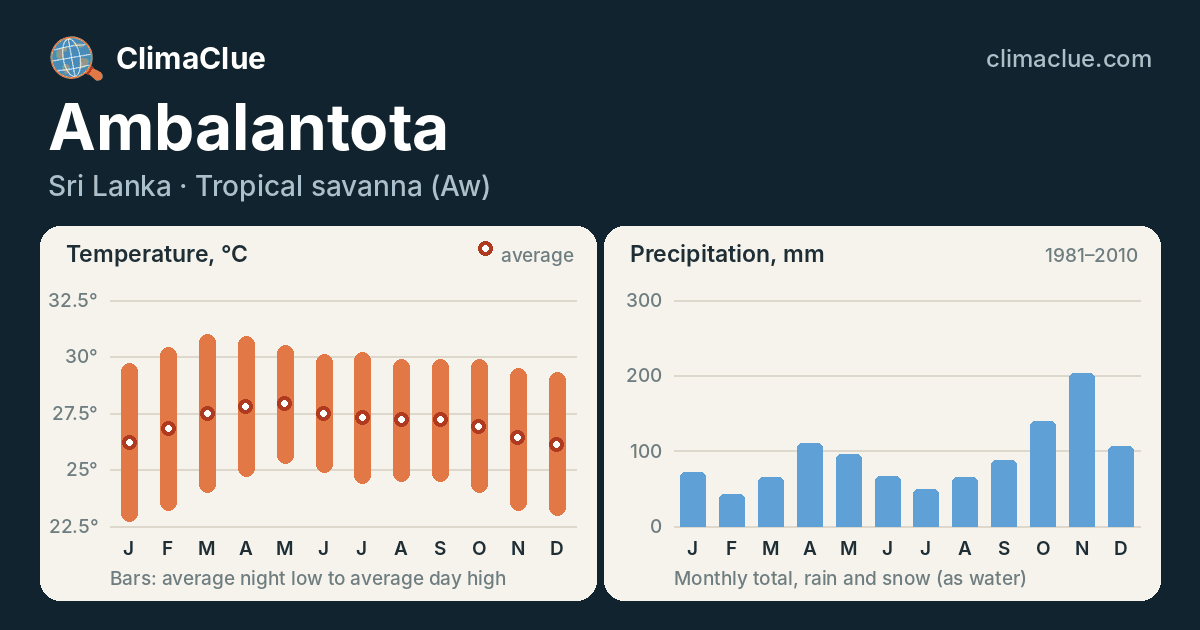 ClimaClue
climaclue.com
Ambalantota
Sri Lanka · Tropical savanna (Aw)
Temperature, °C
average
32.5°
30°
27.5°
25°
22.5°
J F M A M J J A S O N D
Bars: average night low to average day high
Precipitation, mm
1981–2010
300
200
100
0
J F M A M J J A S O N D
Monthly total, rain and snow (as water)